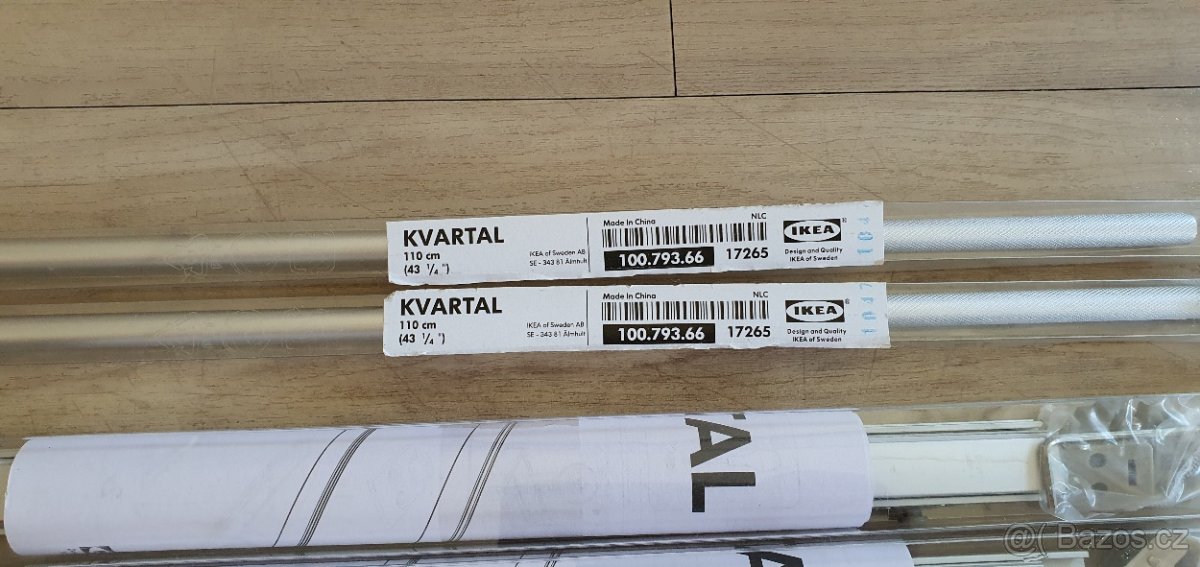 KVARTAL
110 cm
(43 1/4 ")
IKEA of Sweden AB
SE - 343 81 Älmhult
Made in China
NLC
100.793.66
17265
IKEA®
Design and Quality
IKEA of Sweden
KVARTAL
110 cm
(43 1/4 ")
IKEA of Sweden AB
SE - 343 81 Älmhult
Made in China
NLC
100.793.66
17265
IKEA®
Design and Quality
IKEA of Sweden
TAL
Bazos.cz